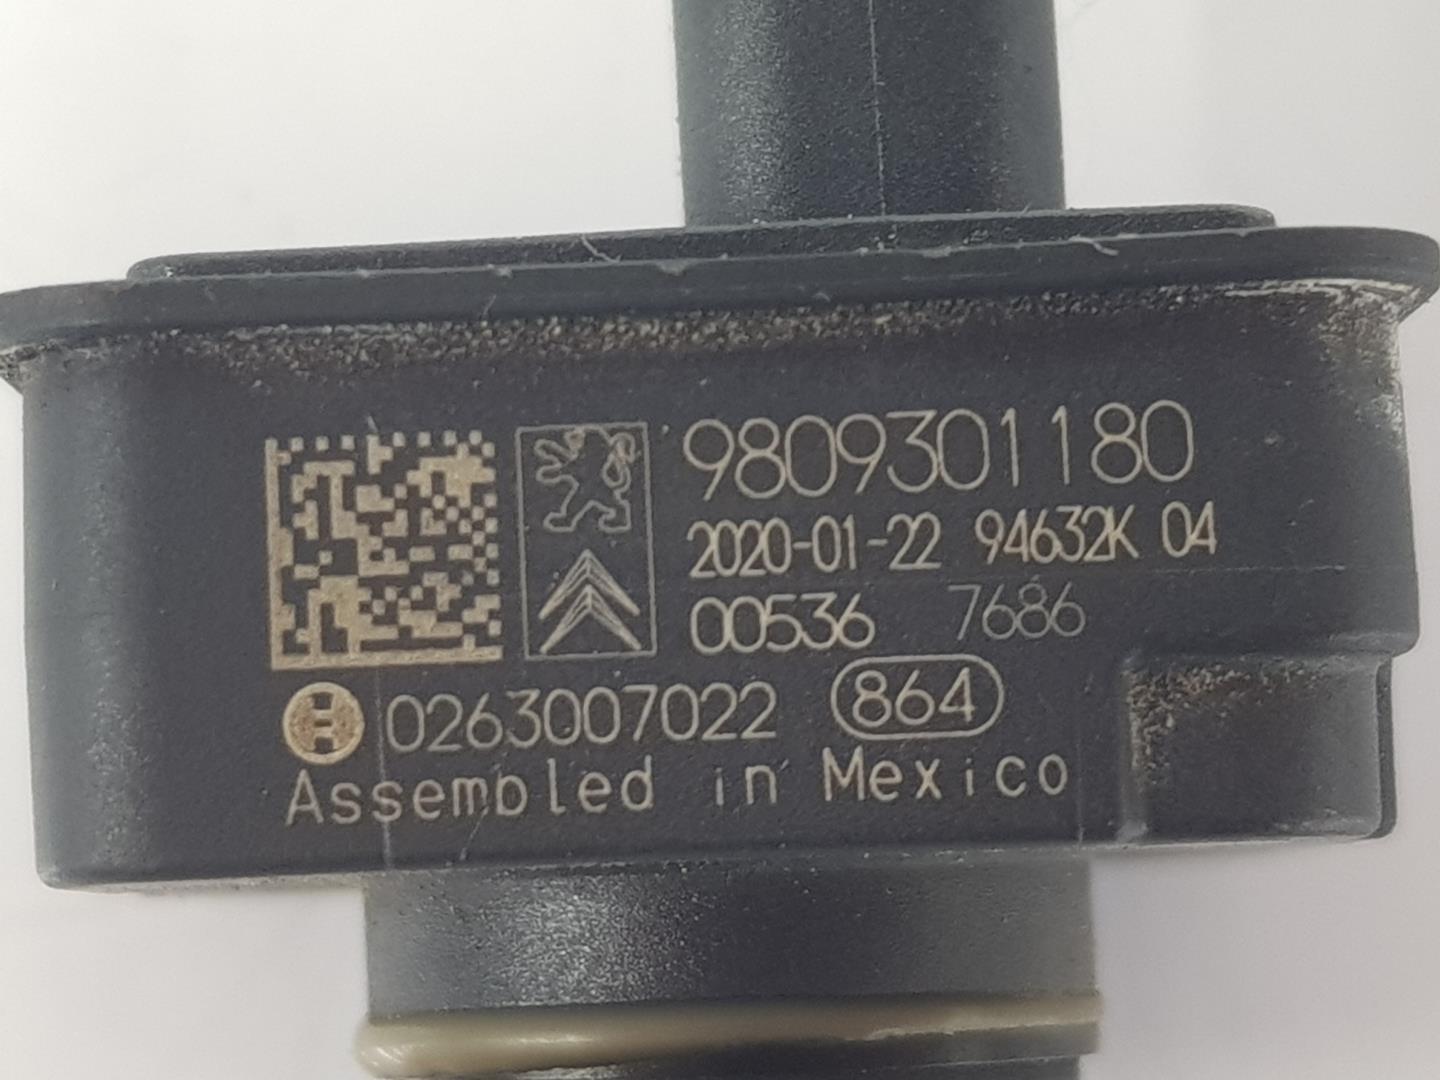 9809301180
2020-01-22 94632K 04
00536 7686
0263007022 864
Assembled in Mexico